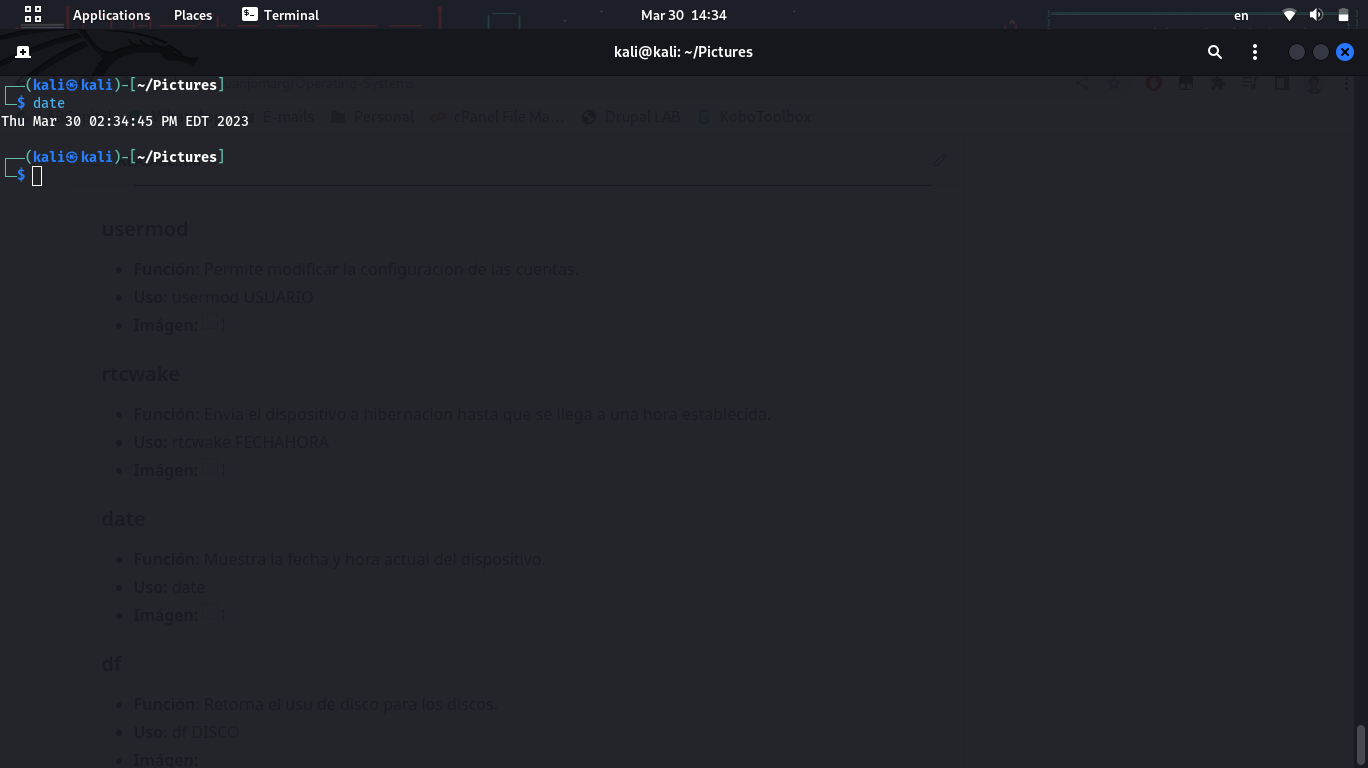 Applications Places Terminal Mar 30 14:34 en
kali@kali: ~/Pictures
(kali㉿kali)-[~/Pictures]
$ date
Operating-Systems
Thu Mar 30 02:34:45 PM EDT 2023
E-mails Personal cPanel File Ma... Drupal LAB KoboToolbox
(kali㉿kali)-[~/Pictures]
$
usermod
Función: Permite modificar la configuracion de las cuentas.
Uso: usermod USUARIO
Imágen: 1
rtcwake
Función: Envia el dispositivo a hibernacion hasta que se llega a una hora establecida.
Uso: rtcwake FECHAHORA
Imágen: 1
date
Función: Muestra la fecha y hora actual del dispositivo.
Uso: date
Imágen: 1
df
Función: Retorna el usu de disco para los discos.
Uso: df DISCO
Imágen: